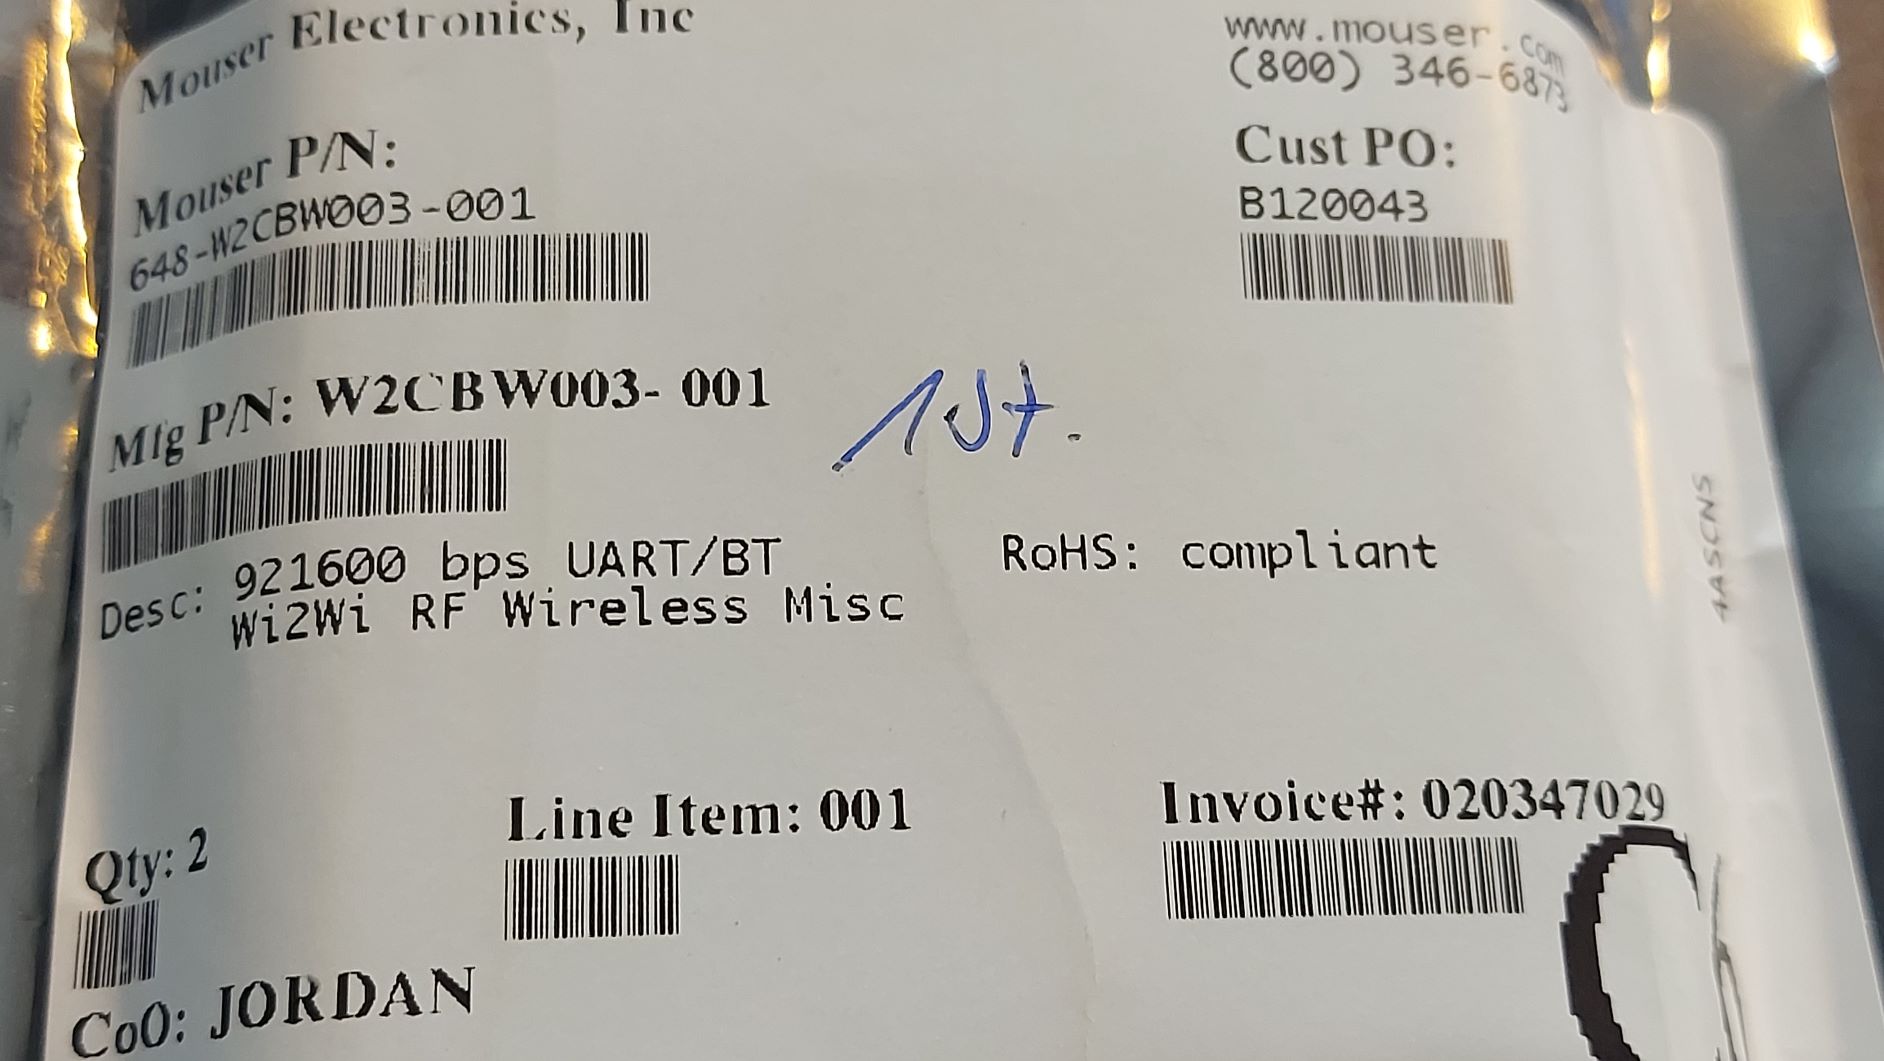 Mouser Electronics, Inc
www.mouser.com
(800) 346-6873
Mouser P/N:
648-W2CBW003-001
Cust PO:
B120043
Mfg P/N: W2CBW003- 001
1St.
Desc: 921600 bps UART/BT
Wi2Wi RF Wireless Misc
RoHS: compliant
4ASCNS
Qty: 2
Line Item: 001
Invoice#: 020347029
CoO: JORDAN